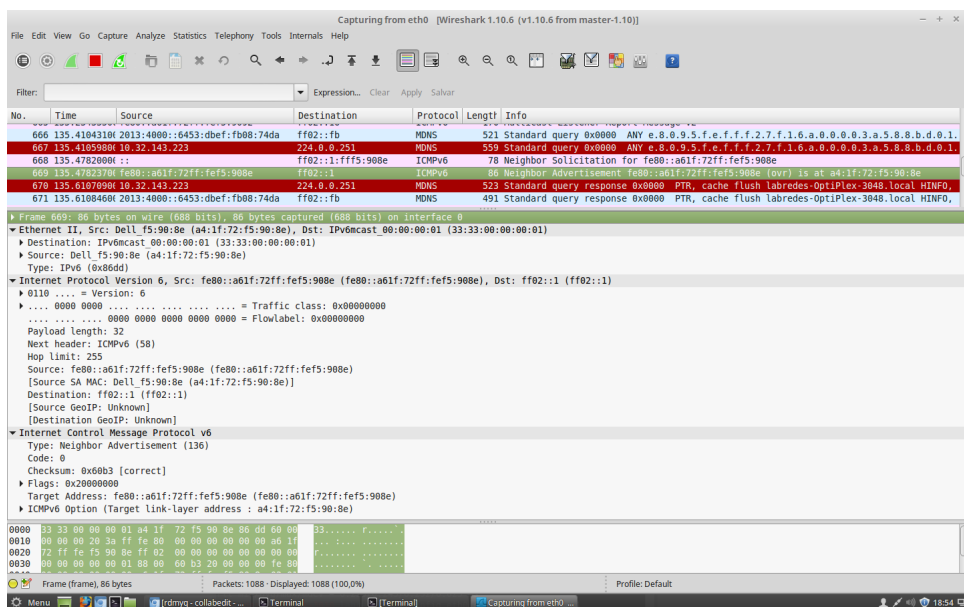 Capturing from eth0   [Wireshark 1.10.6  (v1.10.6 from master-1.10)]
File  Edit  View  Go  Capture  Analyze  Statistics  Telephony  Tools  Internals  Help
Filter:  Expression...  Clear  Apply  Salvar
No.  Time  Source  Destination  Protocol  Length  Info
666 135.4104310( 2013:4000::6453:dbef:fb08:74da  ff02::fb  MDNS  521 Standard query 0x0000  ANY e.8.0.9.5.f.e.f.f.f.2.7.f.1.6.a.0.0.0.0.3.a.5.8.8.b.d.0.1.
667 135.4105980( 10.32.143.223  224.0.0.251  MDNS  559 Standard query 0x0000  ANY e.8.0.9.5.f.e.f.f.f.2.7.f.1.6.a.0.0.0.0.3.a.5.8.8.b.d.0.1.
668 135.4782000( ::  ff02::1:fff5:908e  ICMPv6  78 Neighbor Solicitation for fe80::a61f:72ff:fef5:908e
669 135.4782370( fe80::a61f:72ff:fef5:908e  ff02::1  ICMPv6  86 Neighbor Advertisement fe80::a61f:72ff:fef5:908e (ovr) is at a4:1f:72:f5:90:8e
670 135.6107090( 10.32.143.223  224.0.0.251  MDNS  523 Standard query response 0x0000  PTR, cache flush labredes-OptiPlex-3048.local HINFO,
671 135.6108460( 2013:4000::6453:dbef:fb08:74da  ff02::fb  MDNS  491 Standard query response 0x0000  PTR, cache flush labredes-OptiPlex-3048.local HINFO,
Frame 669: 86 bytes on wire (688 bits), 86 bytes captured (688 bits) on interface 0
Ethernet II, Src: Dell_f5:90:8e (a4:1f:72:f5:90:8e), Dst: IPv6mcast_00:00:00:01 (33:33:00:00:00:01)
Destination: IPv6mcast_00:00:00:01 (33:33:00:00:00:01)
Source: Dell_f5:90:8e (a4:1f:72:f5:90:8e)
Type: IPv6 (0x86dd)
Internet Protocol Version 6, Src: fe80::a61f:72ff:fef5:908e (fe80::a61f:72ff:fef5:908e), Dst: ff02::1 (ff02::1)
0110 .... = Version: 6
.... 0000 0000 .... .... .... .... .... = Traffic class: 0x00000000
.... .... .... 0000 0000 0000 0000 0000 = Flowlabel: 0x00000000
Payload length: 32
Next header: ICMPv6 (58)
Hop limit: 255
Source: fe80::a61f:72ff:fef5:908e (fe80::a61f:72ff:fef5:908e)
[Source SA MAC: Dell_f5:90:8e (a4:1f:72:f5:90:8e)]
Destination: ff02::1 (ff02::1)
[Source GeoIP: Unknown]
[Destination GeoIP: Unknown]
Internet Control Message Protocol v6
Type: Neighbor Advertisement (136)
Code: 0
Checksum: 0x60b3 [correct]
Flags: 0x20000000
Target Address: fe80::a61f:72ff:fef5:908e (fe80::a61f:72ff:fef5:908e)
ICMPv6 Option (Target link-layer address : a4:1f:72:f5:90:8e)
0000  33 33 00 00 00 01 a4 1f  72 f5 90 8e 86 dd 60 00  33...... r.....`.
0010  00 00 00 20 3a ff fe 80  00 00 00 00 00 00 a6 1f  ... :... ........
0020  72 ff fe f5 90 8e ff 02  00 00 00 00 00 00 00 00  r....... ........
0030  00 00 00 00 00 01 88 00  60 b3 20 00 00 00 fe 80  ........ `. .....
Frame (frame), 86 bytes  Packets: 1088 · Displayed: 1088 (100,0%)  Profile: Default
Menu  [rdmyq - collabedit -...  Terminal  [Terminal]  Capturing from eth0 ...  18:54